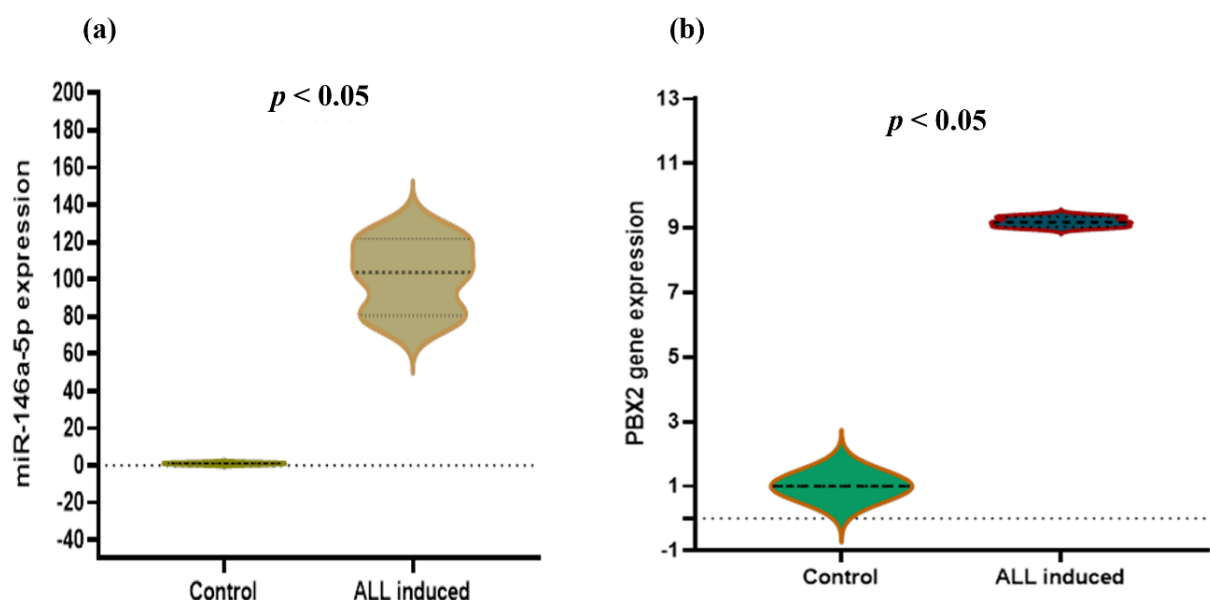 (a)
p < 0.05
miR-146a-5p expression
200
180
160
140
120
100
80
60
40
20
0
-20
-40
Control
ALL induced
(b)
p < 0.05
PBX2 gene expression
13
11
9
7
5
3
1
-1
Control
ALL induced